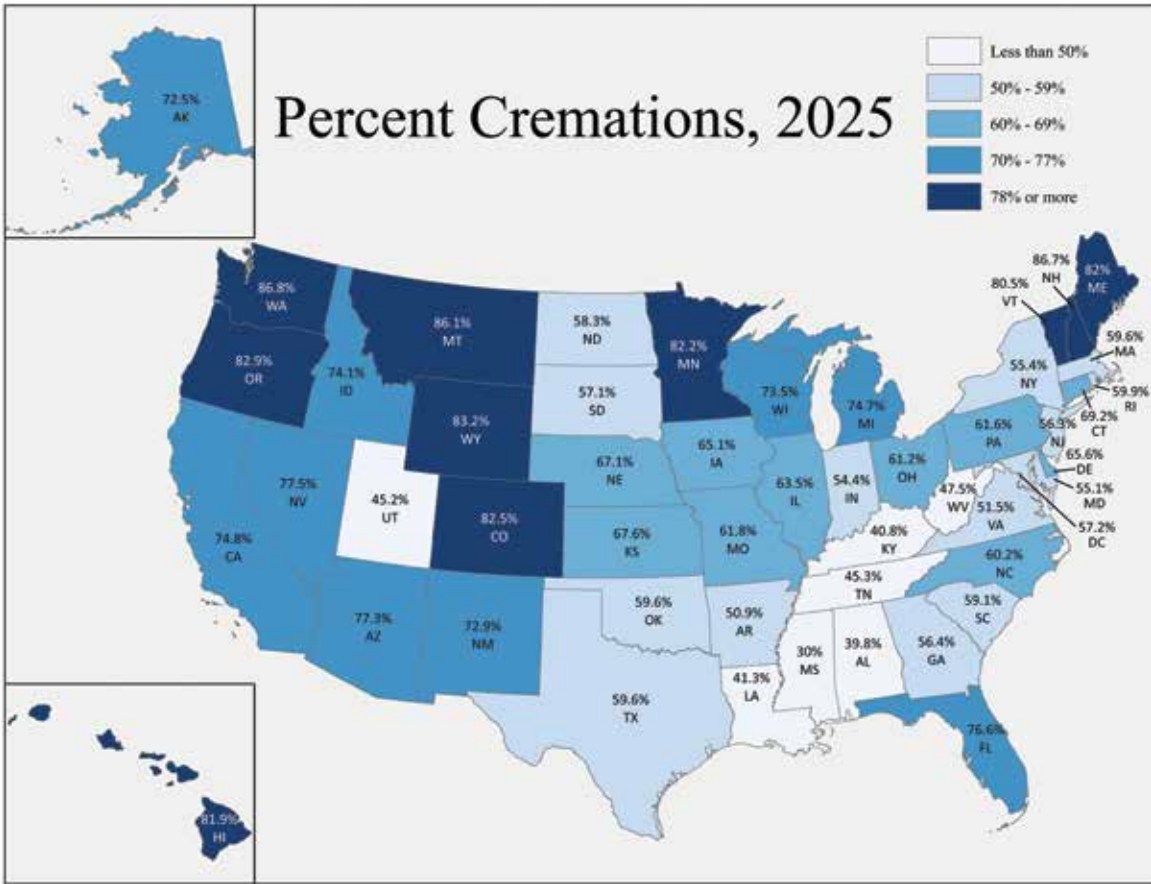 Percent Cremations, 2025
Less than 50%
50% - 59%
60% - 69%
70% - 77%
78% or more
72.5%
AK
86.8%
WA
82.9%
OR
74.1%
ID
86.1%
MT
83.2%
WY
58.3%
ND
57.1%
SD
82.2%
MN
73.5%
WI
74.7%
MI
80.5%
VT
86.7%
NH
82%
ME
59.6%
MA
55.4%
NY
59.9%
RI
69.2%
CT
61.6%
PA
56.3%
NJ
65.6%
DE
55.1%
MD
57.2%
DC
67.1%
NE
65.1%
IA
63.5%
IL
54.4%
IN
61.2%
OH
47.5%
WV
51.5%
VA
77.5%
NV
45.2%
UT
82.5%
CO
67.6%
KS
61.8%
MO
40.8%
KY
74.8%
CA
45.3%
TN
60.2%
NC
77.3%
AZ
72.9%
NM
59.6%
OK
50.9%
AR
59.1%
SC
30%
MS
39.8%
AL
56.4%
GA
41.3%
LA
59.6%
TX
76.6%
FL
81.9%
HI